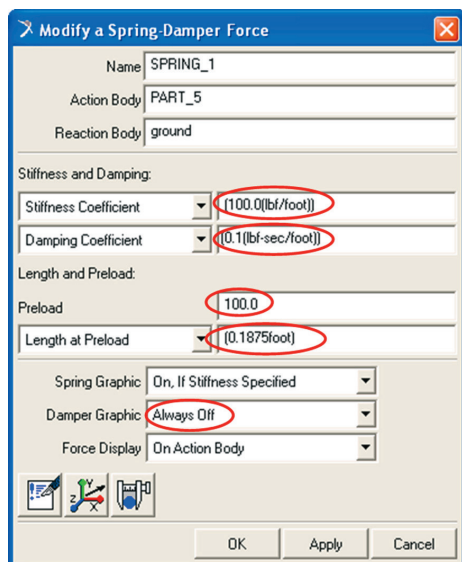 Modify a Spring-Damper Force
Name SPRING_1
Action Body PART_5
Reaction Body ground
Stiffness and Damping:
Stiffness Coefficient (100.0(lbf/foot))
Damping Coefficient (0.1(lbf-sec/foot))
Length and Preload:
Preload 100.0
Length at Preload (0.1875foot)
Spring Graphic On, If Stiffness Specified
Damper Graphic Always Off
Force Display On Action Body
OK Apply Cancel